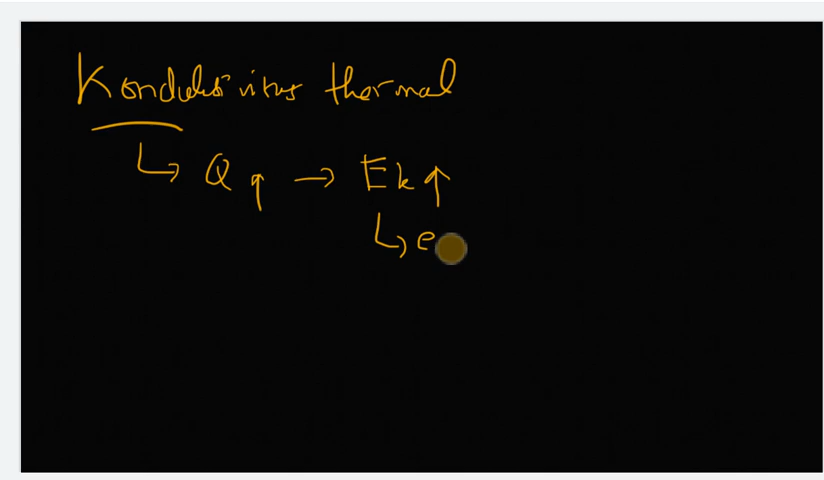 Konduktivitas thermal
↳ Q ↑ → Ek ↑
↳ e